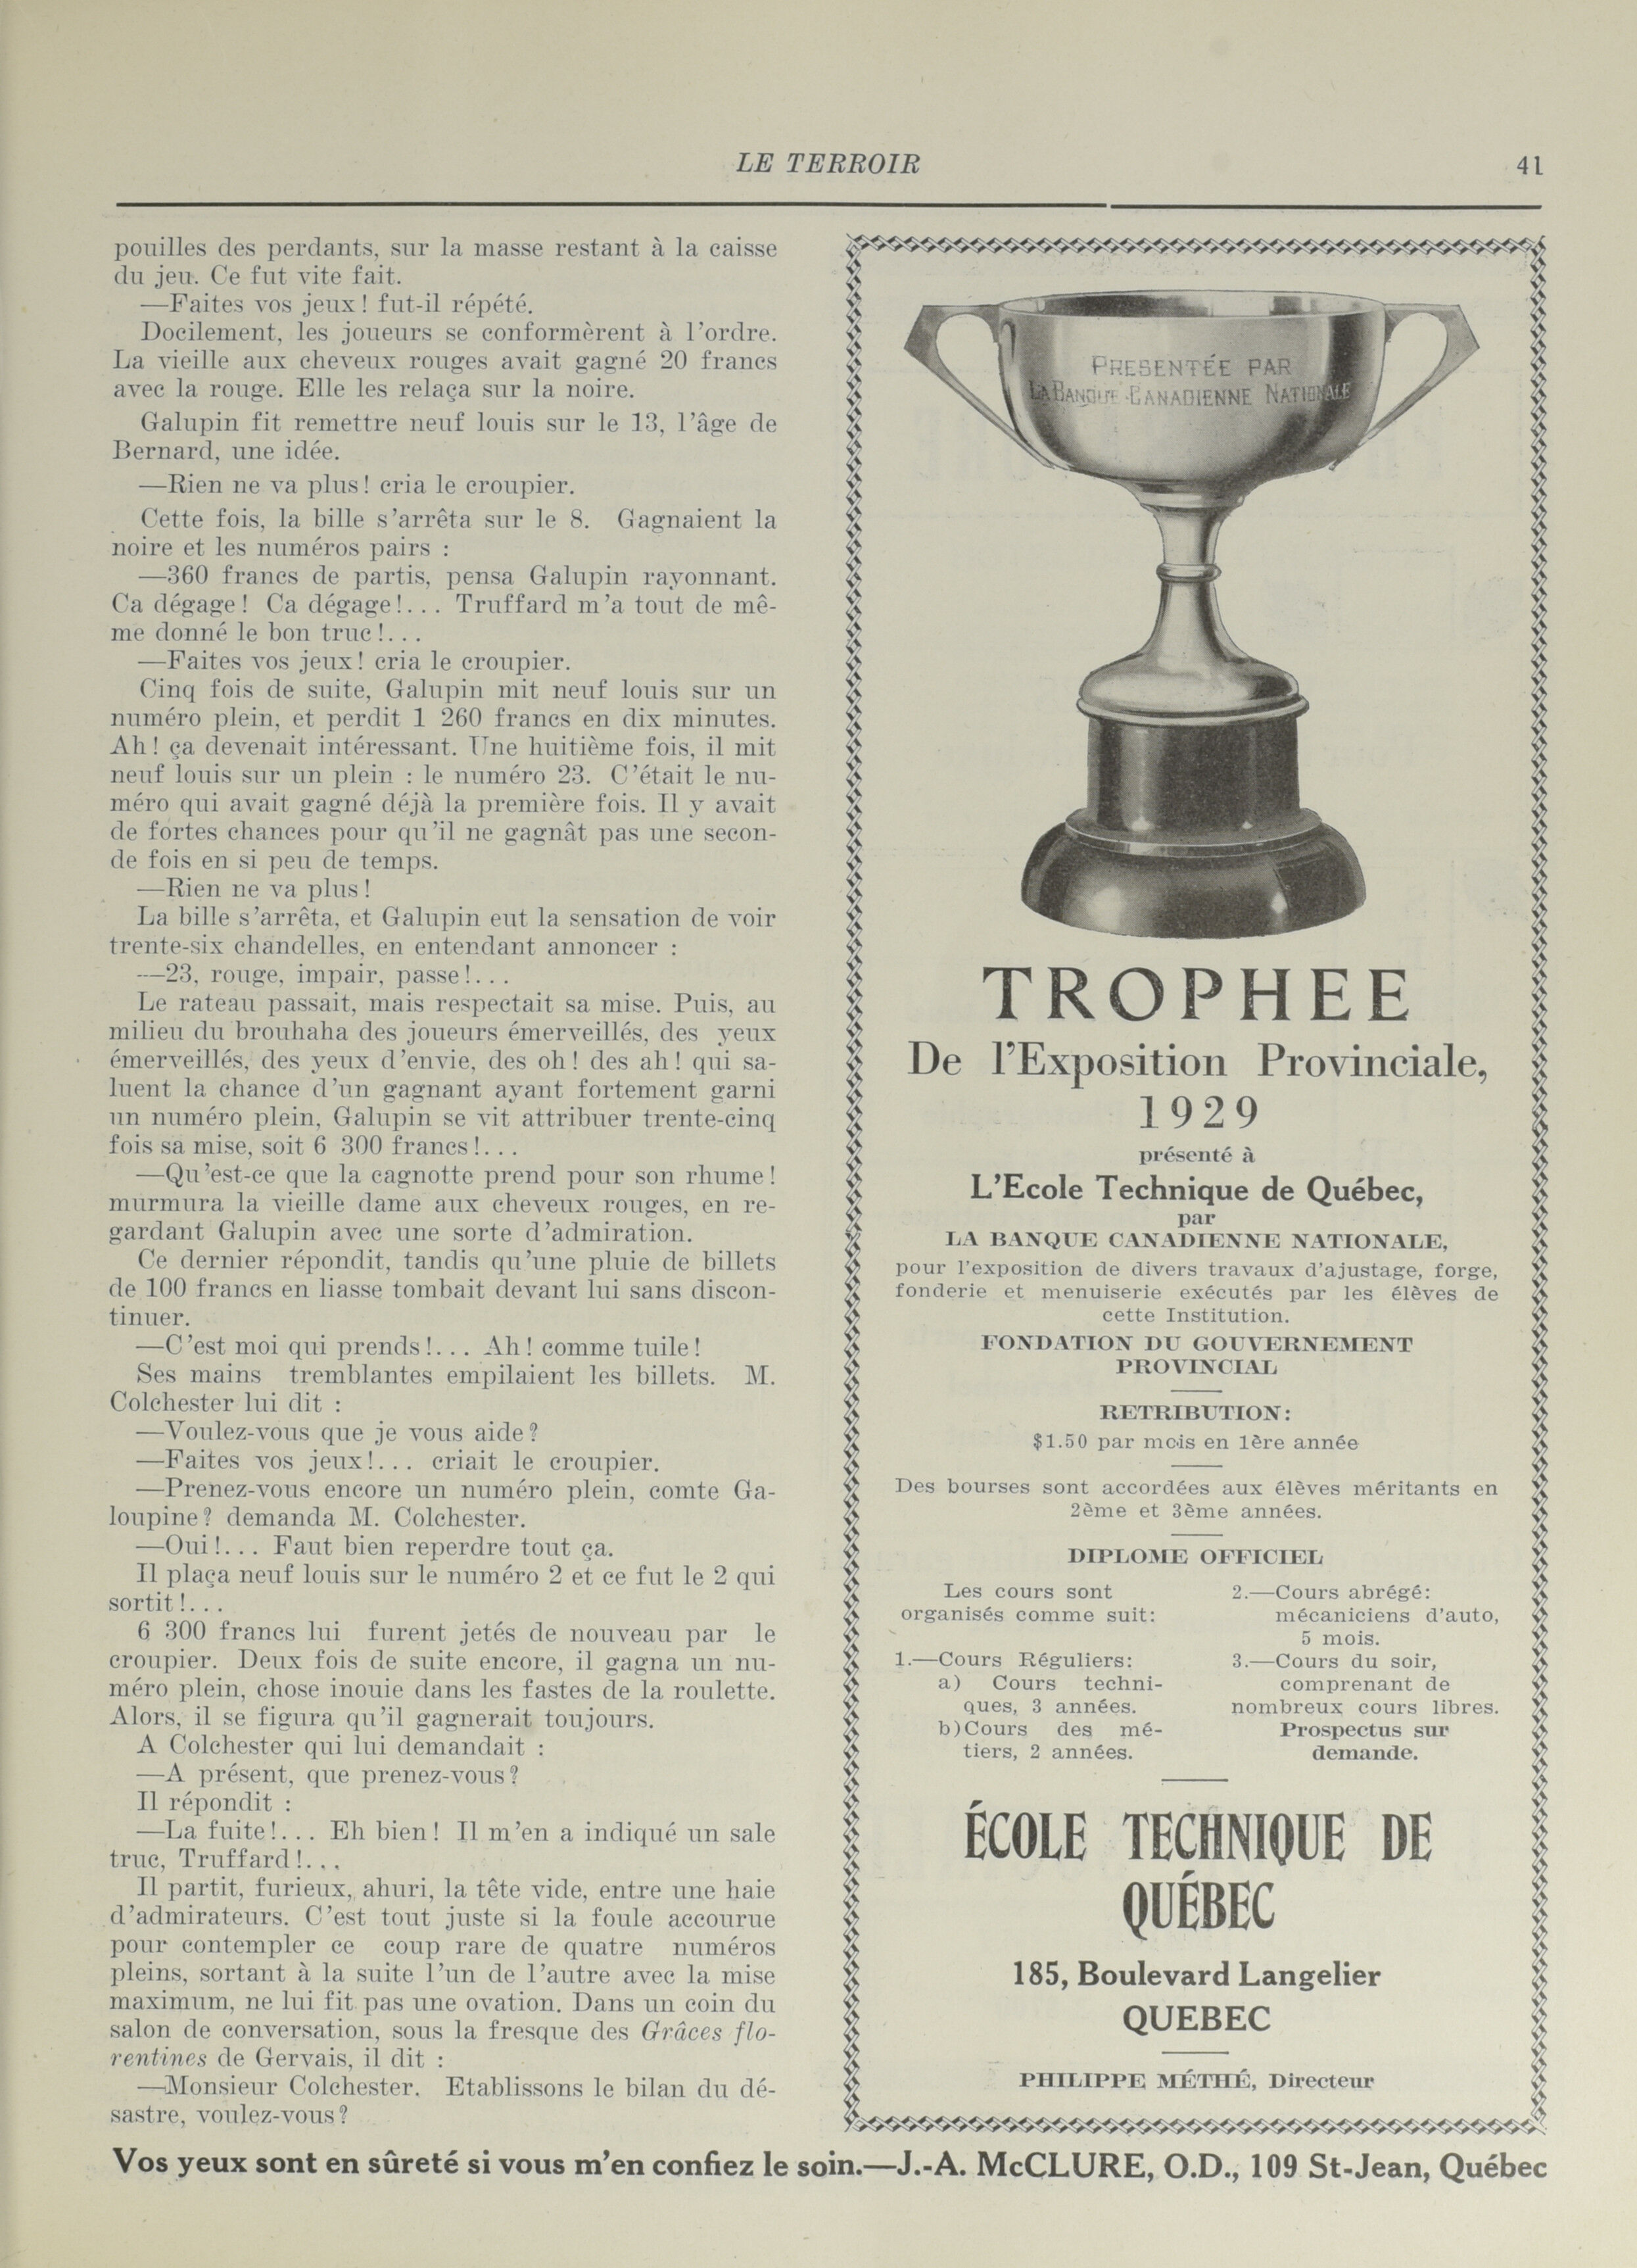 LE TERROIR
41
pouilles des perdants, sur la masse restant à la caisse
du jeu. Ce fut vite fait.
—Faites vos jeux! fut-il répété.
Docilement, les joueurs se conformèrent à l'ordre.
La vieille aux cheveux rouges avait gagné 20 francs
avec la rouge. Elle les relaça sur la noire.
Galupin fit remettre neuf louis sur le 13, l'âge de
Bernard, une idée.
—Rien ne va plus! cria le croupier.
Cette fois, la bille s'arrêta sur le 8. Gagnaient la
noire et les numéros pairs :
—360 francs de partis, pensa Galupin rayonnant.
Ca dégage! Ca dégage!... Truffard m'a tout de mê-
me donné le bon truc!...
—Faites vos jeux! cria le croupier.
Cinq fois de suite, Galupin mit neuf louis sur un
numéro plein, et perdit 1 260 francs en dix minutes.
Ah! ça devenait intéressant. Une huitième fois, il mit
neuf louis sur un plein : le numéro 23. C'était le nu-
méro qui avait gagné déjà la première fois. Il y avait
de fortes chances pour qu'il ne gagnât pas une secon-
de fois en si peu de temps.
—Rien ne va plus!
La bille s'arrêta, et Galupin eut la sensation de voir
trente-six chandelles, en entendant annoncer :
—23, rouge, impair, passe!...
Le rateau passait, mais respectait sa mise. Puis, au
milieu du brouhaha des joueurs émerveillés, des yeux
émerveillés, des yeux d'envie, des oh! des ah! qui sa-
luent la chance d'un gagnant ayant fortement garni
un numéro plein, Galupin se vit attribuer trente-cinq
fois sa mise, soit 6 300 francs!...
—Qu'est-ce que la cagnotte prend pour son rhume!
murmura la vieille dame aux cheveux rouges, en re-
gardant Galupin avec une sorte d'admiration.
Ce dernier répondit, tandis qu'une pluie de billets
de 100 francs en liasse tombait devant lui sans discon-
tinuer.
—C'est moi qui prends!... Ah! comme tuile!
Ses mains tremblantes empilaient les billets. M.
Colchester lui dit :
—Voulez-vous que je vous aide?
—Faites vos jeux!... criait le croupier.
—Prenez-vous encore un numéro plein, comte Ga-
loupine? demanda M. Colchester.
—Oui!... Faut bien reperdre tout ça.
Il plaça neuf louis sur le numéro 2 et ce fut le 2 qui
sortit!...
6 300 francs lui furent jetés de nouveau par le
croupier. Deux fois de suite encore, il gagna un nu-
méro plein, chose inouie dans les fastes de la roulette.
Alors, il se figura qu'il gagnerait toujours.
A Colchester qui lui demandait :
—A présent, que prenez-vous?
Il répondit :
—La fuite!... Eh bien! Il m'en a indiqué un sale
truc, Truffard!...
Il partit, furieux, ahuri, la tête vide, entre une haie
d'admirateurs. C'est tout juste si la foule accourue
pour contempler ce coup rare de quatre numéros
pleins, sortant à la suite l'un de l'autre avec la mise
maximum, ne lui fit pas une ovation. Dans un coin du
salon de conversation, sous la fresque des Grâces flo-
rentines de Gervais, il dit :
—Monsieur Colchester. Etablissons le bilan du dé-
sastre, voulez-vous?
PRESENTÉE PAR
LA BANQUE CANADIENNE NATIONALE
TROPHEE
De l'Exposition Provinciale,
1929
présenté à
L'Ecole Technique de Québec,
par
LA BANQUE CANADIENNE NATIONALE,
pour l'exposition de divers travaux d'ajustage, forge,
fonderie et menuiserie exécutés par les élèves de
cette Institution.
FONDATION DU GOUVERNEMENT
PROVINCIAL
RETRIBUTION:
$1.50 par mois en 1ère année
Des bourses sont accordées aux élèves méritants en
2ème et 3ème années.
DIPLOME OFFICIEL
Les cours sont
organisés comme suit:
1.—Cours Réguliers:
a) Cours techni-
ques, 3 années.
b)Cours des mé-
tiers, 2 années.
2.—Cours abrégé:
mécaniciens d'auto,
5 mois.
3.—Cours du soir,
comprenant de
nombreux cours libres.
Prospectus sur
demande.
ÉCOLE TECHNIQUE DE
QUÉBEC
185, Boulevard Langelier
QUEBEC
PHILIPPE MÉTHÉ, Directeur
Vos yeux sont en sûreté si vous m'en confiez le soin.—J.-A. McCLURE, O.D., 109 St-Jean, Québec